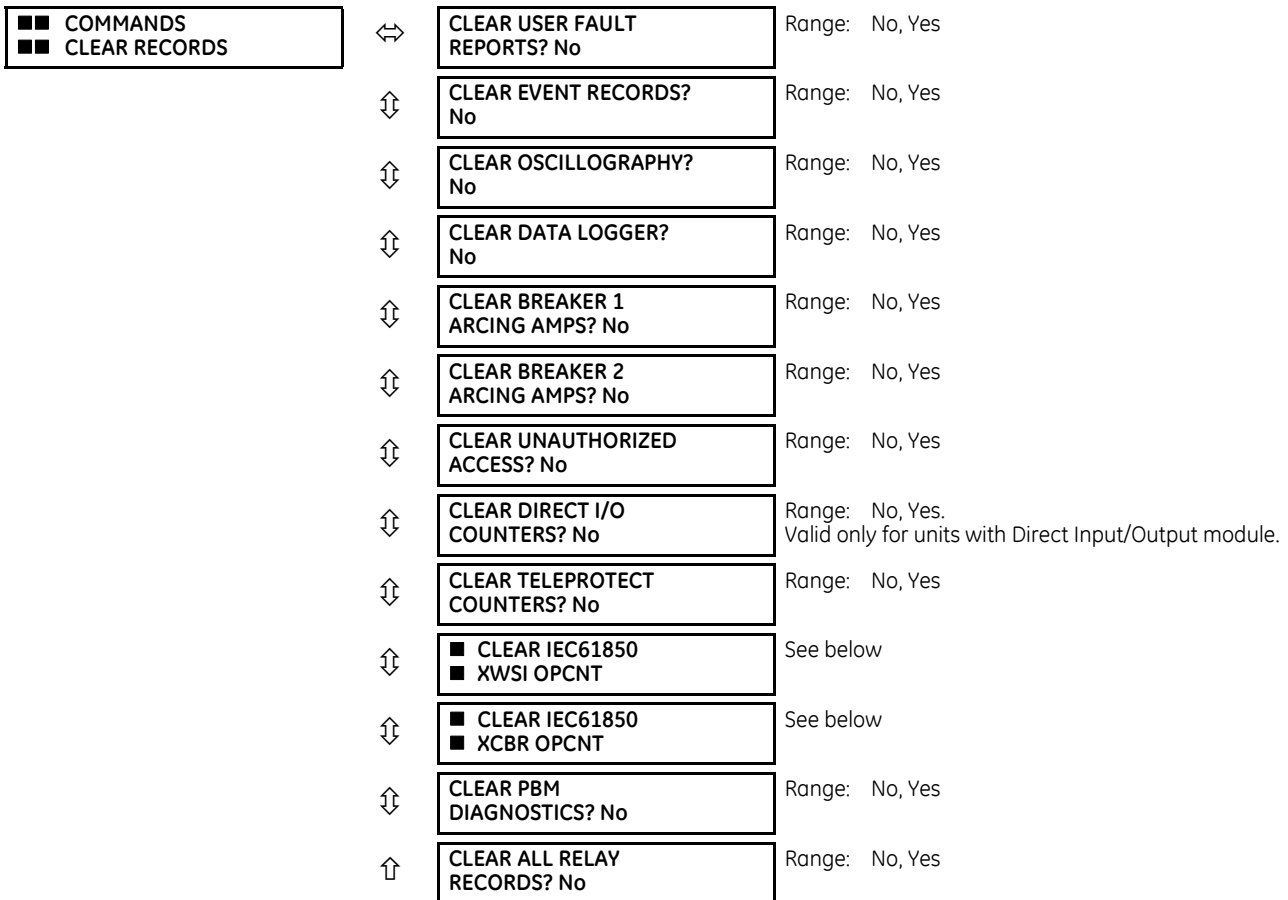 ■■ COMMANDS
■■ CLEAR RECORDS
CLEAR USER FAULT
REPORTS? No
Range: No, Yes
CLEAR EVENT RECORDS?
No
Range: No, Yes
CLEAR OSCILLOGRAPHY?
No
Range: No, Yes
CLEAR DATA LOGGER?
No
Range: No, Yes
CLEAR BREAKER 1
ARCING AMPS? No
Range: No, Yes
CLEAR BREAKER 2
ARCING AMPS? No
Range: No, Yes
CLEAR UNAUTHORIZED
ACCESS? No
Range: No, Yes
CLEAR DIRECT I/O
COUNTERS? No
Range: No, Yes.
Valid only for units with Direct Input/Output module.
CLEAR TELEPROTECT
COUNTERS? No
Range: No, Yes
■ CLEAR IEC61850
■ XWSI OPCNT
See below
■ CLEAR IEC61850
■ XCBR OPCNT
See below
CLEAR PBM
DIAGNOSTICS? No
Range: No, Yes
CLEAR ALL RELAY
RECORDS? No
Range: No, Yes